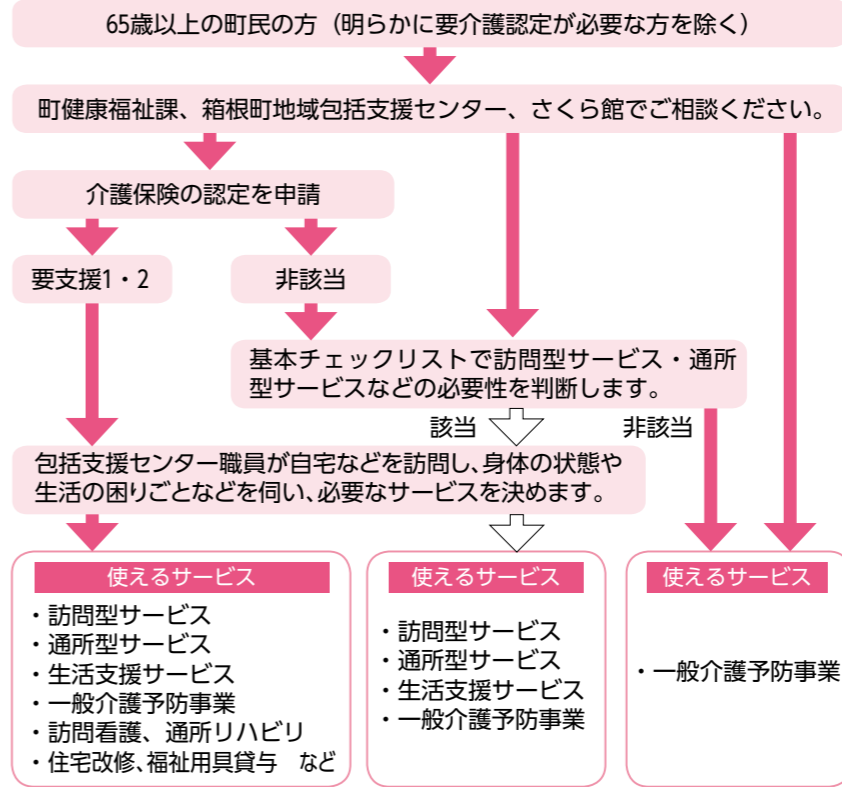 65歳以上の町民の方（明らかに要介護認定が必要な方を除く）
町健康福祉課、箱根町地域包括支援センター、さくら館でご相談ください。
介護保険の認定を申請
要支援1・2
非該当
基本チェックリストで訪問型サービス・通所
型サービスなどの必要性を判断します。
該当
非該当
包括支援センター職員が自宅などを訪問し、身体の状態や
生活の困りごとなどを伺い、必要なサービスを決めます。
使えるサービス
・訪問型サービス
・通所型サービス
・生活支援サービス
・一般介護予防事業
・訪問看護、通所リハビリ
・住宅改修、福祉用具貸与　など
使えるサービス
・訪問型サービス
・通所型サービス
・生活支援サービス
・一般介護予防事業
使えるサービス
・一般介護予防事業